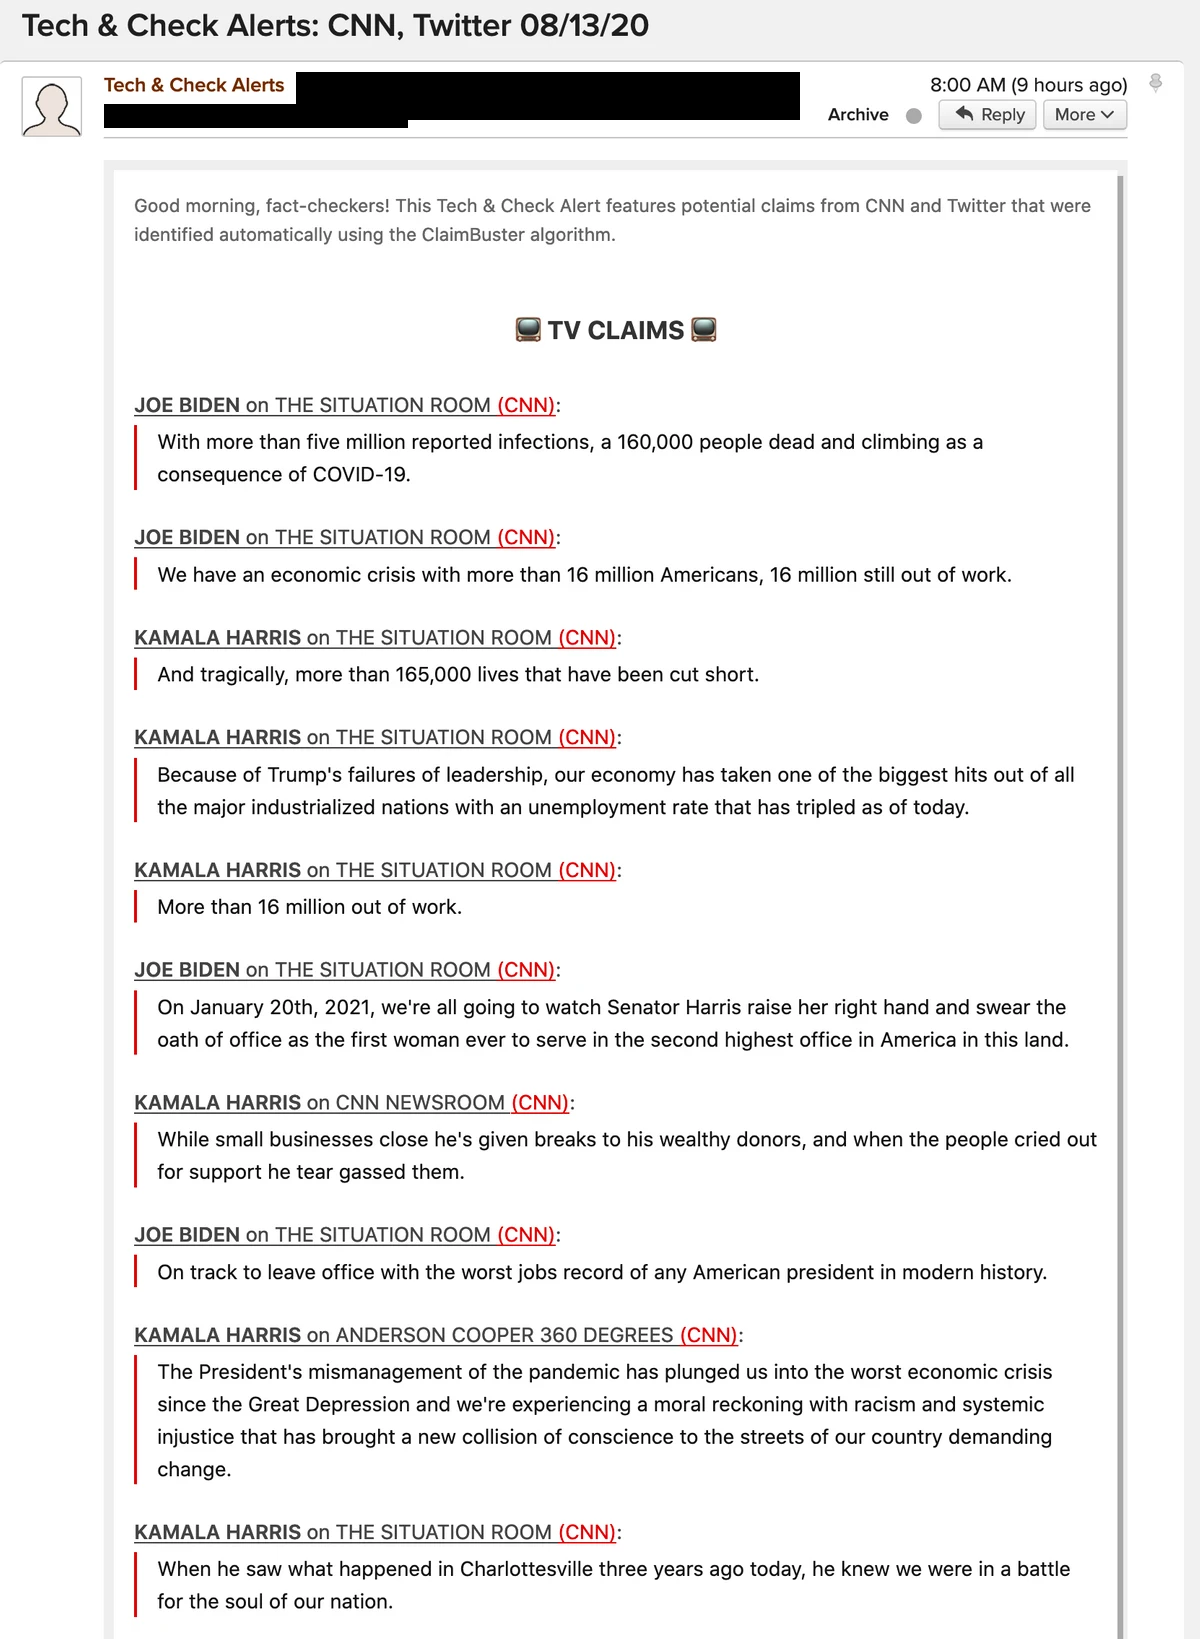 Tech & Check Alerts: CNN, Twitter 08/13/20
Tech & Check Alerts
8:00 AM (9 hours ago)
Archive
Reply
More
Good morning, fact-checkers! This Tech & Check Alert features potential claims from CNN and Twitter that were
identified automatically using the ClaimBuster algorithm.
📺 TV CLAIMS 📺
JOE BIDEN on THE SITUATION ROOM (CNN):
With more than five million reported infections, a 160,000 people dead and climbing as a
consequence of COVID-19.
JOE BIDEN on THE SITUATION ROOM (CNN):
We have an economic crisis with more than 16 million Americans, 16 million still out of work.
KAMALA HARRIS on THE SITUATION ROOM (CNN):
And tragically, more than 165,000 lives that have been cut short.
KAMALA HARRIS on THE SITUATION ROOM (CNN):
Because of Trump's failures of leadership, our economy has taken one of the biggest hits out of all
the major industrialized nations with an unemployment rate that has tripled as of today.
KAMALA HARRIS on THE SITUATION ROOM (CNN):
More than 16 million out of work.
JOE BIDEN on THE SITUATION ROOM (CNN):
On January 20th, 2021, we're all going to watch Senator Harris raise her right hand and swear the
oath of office as the first woman ever to serve in the second highest office in America in this land.
KAMALA HARRIS on CNN NEWSROOM (CNN):
While small businesses close he's given breaks to his wealthy donors, and when the people cried out
for support he tear gassed them.
JOE BIDEN on THE SITUATION ROOM (CNN):
On track to leave office with the worst jobs record of any American president in modern history.
KAMALA HARRIS on ANDERSON COOPER 360 DEGREES (CNN):
The President's mismanagement of the pandemic has plunged us into the worst economic crisis
since the Great Depression and we're experiencing a moral reckoning with racism and systemic
injustice that has brought a new collision of conscience to the streets of our country demanding
change.
KAMALA HARRIS on THE SITUATION ROOM (CNN):
When he saw what happened in Charlottesville three years ago today, he knew we were in a battle
for the soul of our nation.